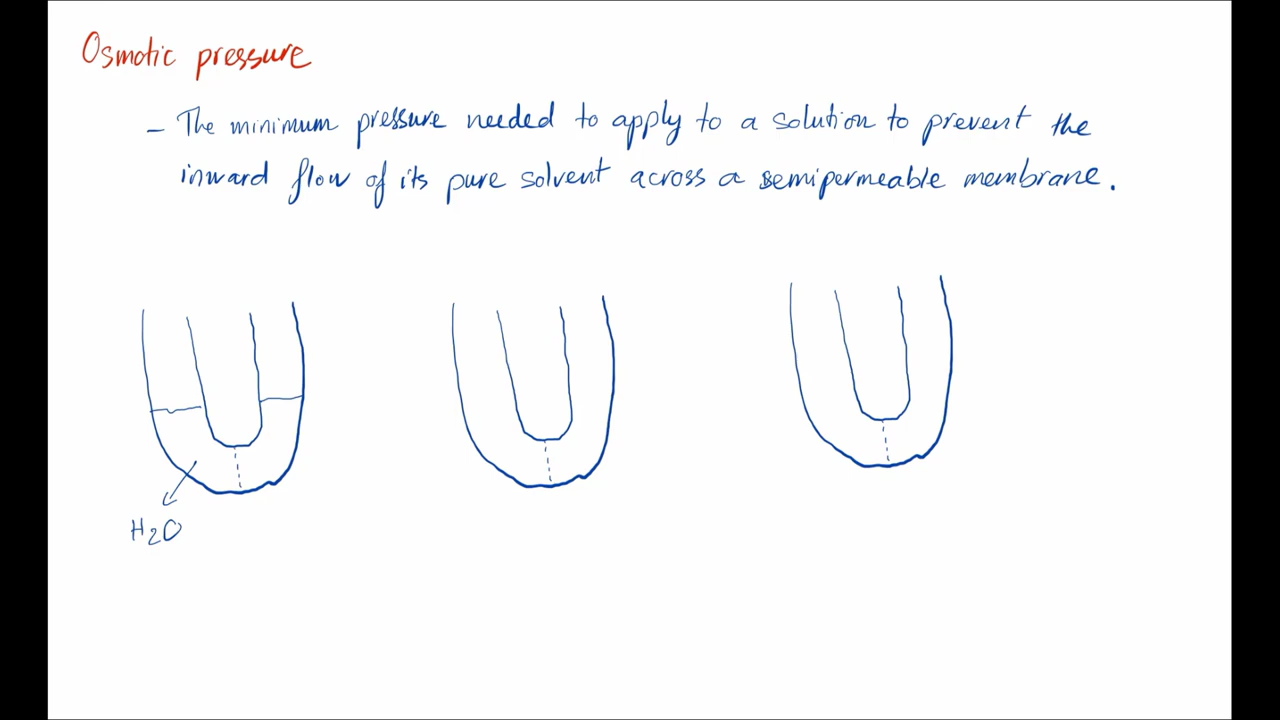 Osmotic pressure
- The minimum pressure needed to apply to a solution to prevent the
inward flow of its pure solvent across a semipermeable membrane.
H2O